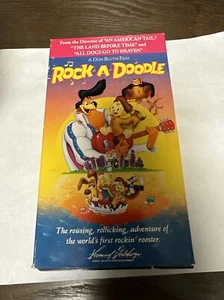 From the Director of "AN AMERICAN TAIL,"
"THE LAND BEFORE TIME" and
"ALL DOGS GO TO HEAVEN"
A DON BLUTH FILM
ROCK·A·DOODLE
The rousing, rollicking, adventure of
the world's first rockin' rooster.